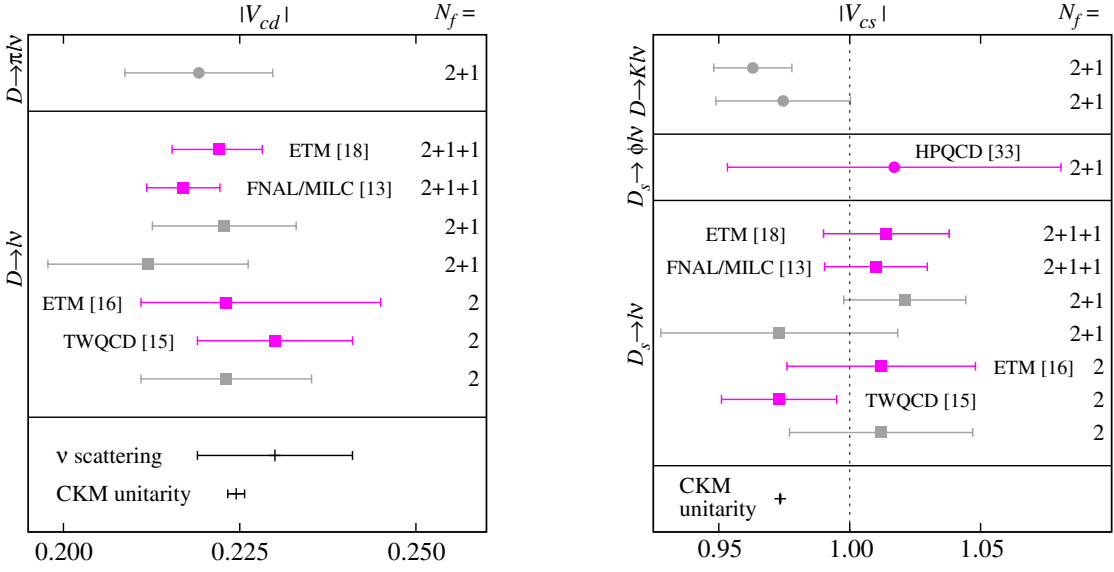 |V_{cd}| N_f =
D→πlν
2+1
D→lν
ETM [18] 2+1+1
FNAL/MILC [13] 2+1+1
2+1
2+1
ETM [16] 2
TWQCD [15] 2
2
ν scattering
CKM unitarity
0.200 0.225 0.250
|V_{cs}| N_f =
D→Klν
2+1
2+1
D_s→ϕlν
HPQCD [33]
2+1
D_s→lν
ETM [18] 2+1+1
FNAL/MILC [13] 2+1+1
2+1
2+1
ETM [16] 2
TWQCD [15] 2
2
CKM
unitarity
0.95 1.00 1.05